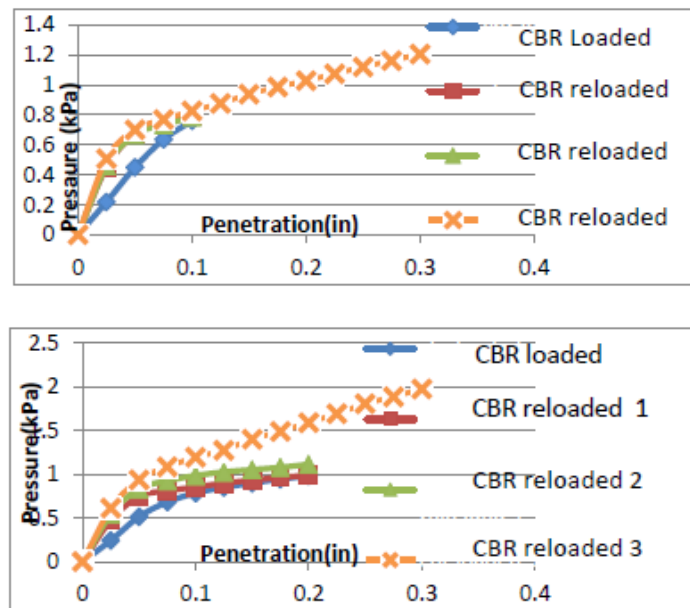 1.4
1.2
1
0.8
0.6
0.4
0.2
0
Presaure (kPa)
Penetration(in)
0 0.1 0.2 0.3 0.4
CBR Loaded
CBR reloaded
CBR reloaded
CBR reloaded
2.5
2
1.5
1
0.5
0
Pressure(kPa)
Penetration(in)
0 0.1 0.2 0.3 0.4
CBR loaded
CBR reloaded 1
CBR reloaded 2
CBR reloaded 3